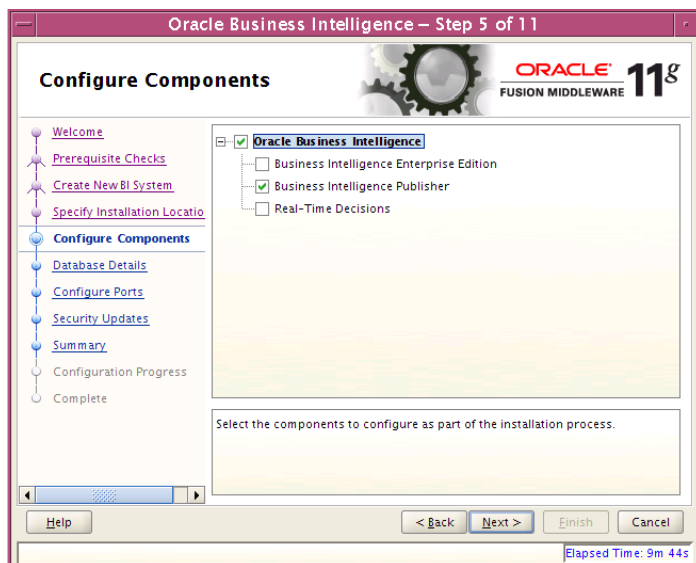 Oracle Business Intelligence – Step 5 of 11
Configure Components
ORACLE
FUSION MIDDLEWARE
11g
Welcome
Prerequisite Checks
Create New BI System
Specify Installation Locatio
Configure Components
Database Details
Configure Ports
Security Updates
Summary
Configuration Progress
Complete
Oracle Business Intelligence
Business Intelligence Enterprise Edition
Business Intelligence Publisher
Real-Time Decisions
Select the components to configure as part of the installation process.
Help
< Back
Next >
Finish
Cancel
Elapsed Time: 9m 44s